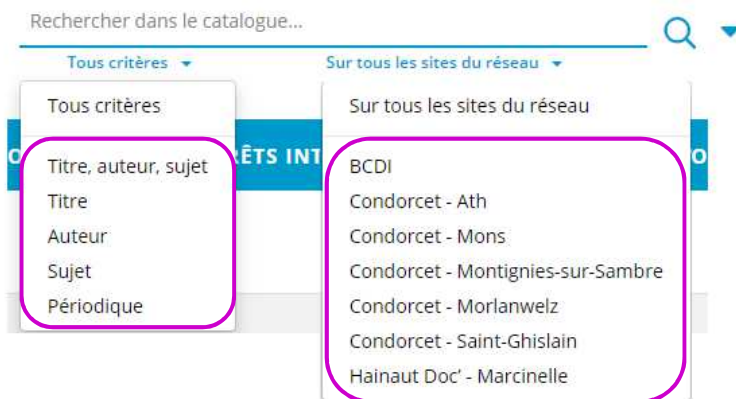 Rechercher dans le catalogue...
Tous critères
Sur tous les sites du réseau
Tous critères
Titre, auteur, sujet
Titre
Auteur
Sujet
Périodique
Sur tous les sites du réseau
BCDI
Condorcet - Ath
Condorcet - Mons
Condorcet - Montignies-sur-Sambre
Condorcet - Morlanwelz
Condorcet - Saint-Ghislain
Hainaut Doc’ - Marcinelle
ÊTS INT